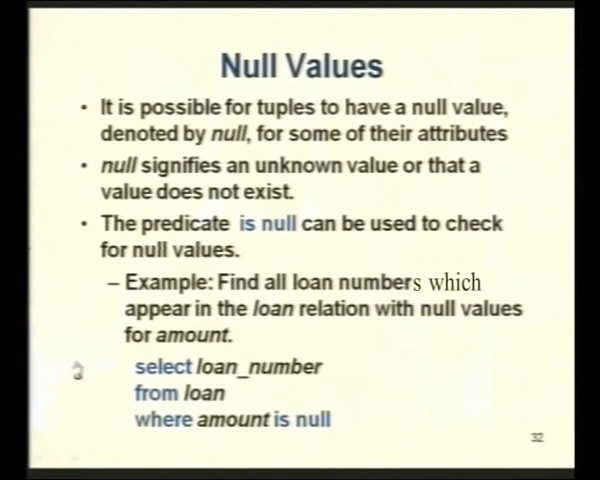 Null Values
• It is possible for tuples to have a null value,
denoted by null, for some of their attributes
• null signifies an unknown value or that a
value does not exist.
• The predicate is null can be used to check
for null values.
– Example: Find all loan numbers which
appear in the loan relation with null values
for amount.
select loan_number
from loan
where amount is null
32